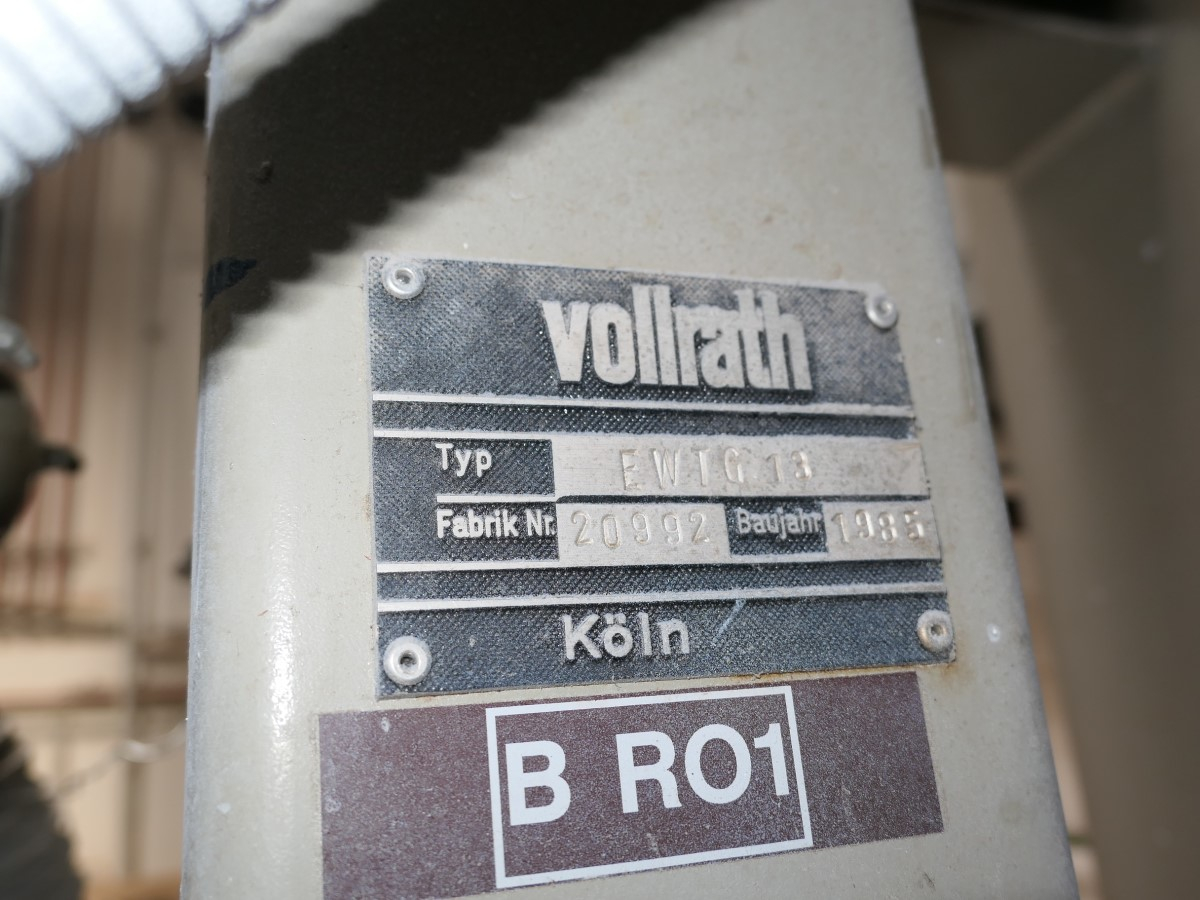 vollrath
Typ EWTG 13
Fabrik Nr. 20992 Baujahr 1985
Köln
B RO1